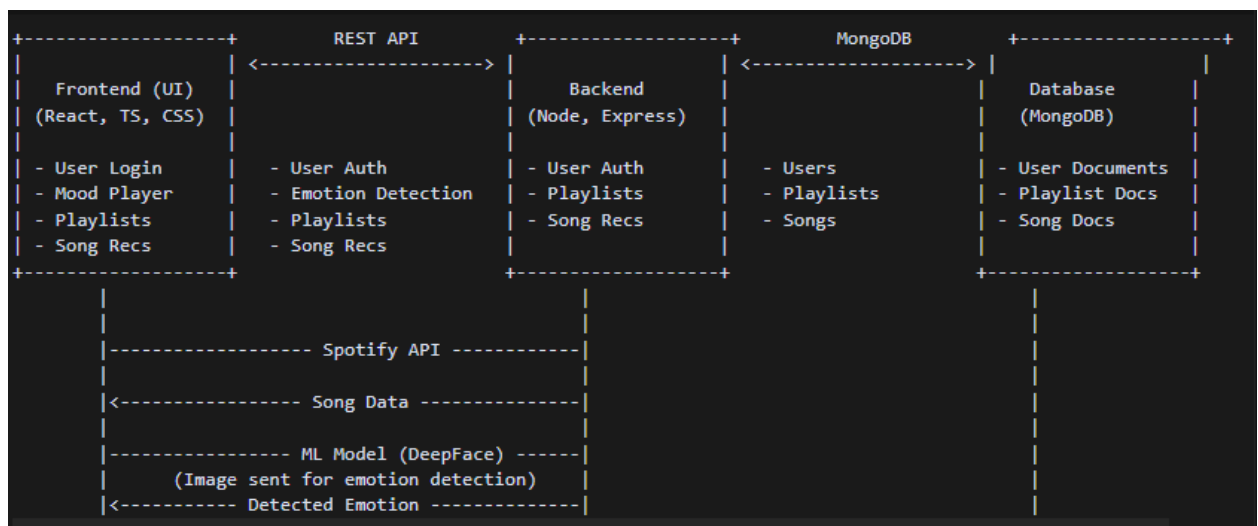 REST API MongoDB
Frontend (UI) Backend Database
(React, TS, CSS) (Node, Express) (MongoDB)
- User Login - User Auth - User Auth - Users - User Documents
- Mood Player - Emotion Detection - Playlists - Playlists - Playlist Docs
- Playlists - Playlists - Song Recs - Songs - Song Docs
- Song Recs - Song Recs
Spotify API
Song Data
ML Model (DeepFace)
(Image sent for emotion detection)
Detected Emotion